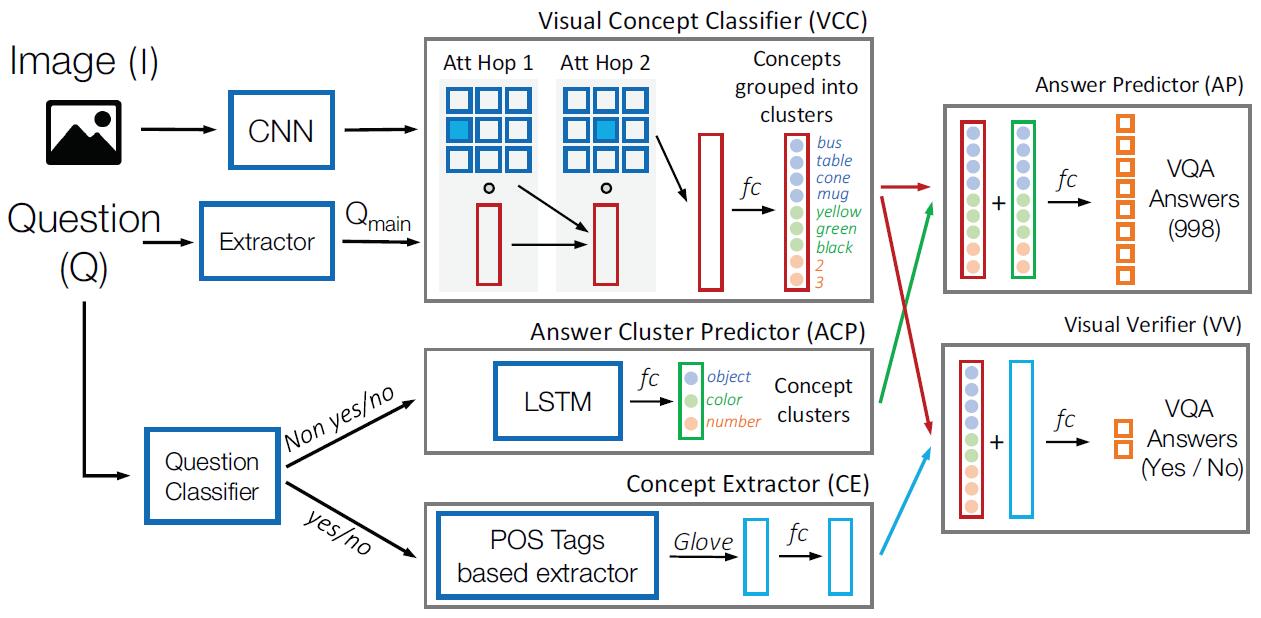 Visual Concept Classifier (VCC)
Image (I)
CNN
Att Hop 1
Att Hop 2
Concepts
grouped into
clusters
fc
bus
table
cone
mug
yellow
green
black
2
3
Question
(Q)
Extractor
Qmain
Answer Predictor (AP)
+
fc
VQA
Answers
(998)
Answer Cluster Predictor (ACP)
LSTM
fc
object
color
number
Concept
clusters
Visual Verifier (VV)
+
fc
VQA
Answers
(Yes / No)
Question
Classifier
Non yes/no
yes/no
Concept Extractor (CE)
POS Tags
based extractor
Glove
fc